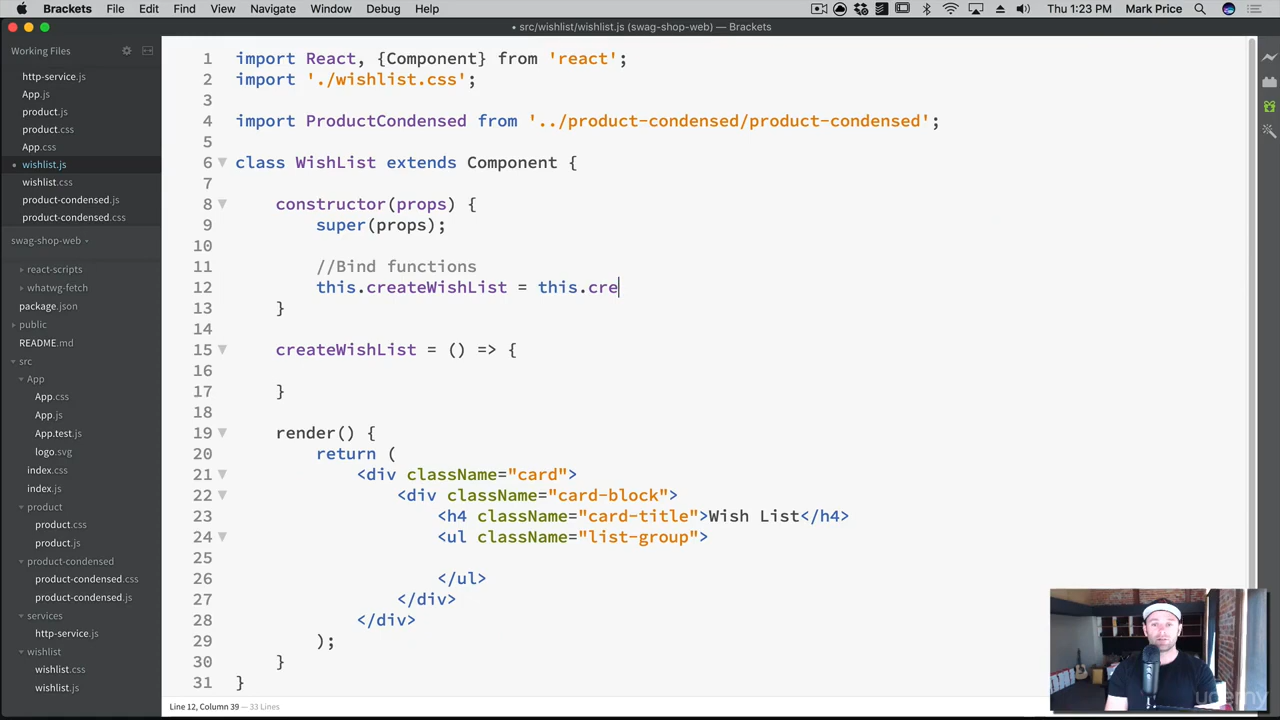 Brackets File Edit Find View Navigate Window Debug Help Thu 1:23 PM Mark Price
• src/wishlist/wishlist.js (swag-shop-web) — Brackets
Working Files
http-service.js
App.js
product.js
product.css
App.css
wishlist.js
wishlist.css
product-condensed.js
product-condensed.css
swag-shop-web
react-scripts
whatwg-fetch
package.json
public
README.md
src
App
App.css
App.js
App.test.js
logo.svg
index.css
index.js
product
product.css
product.js
product-condensed
product-condensed.css
product-condensed.js
services
http-service.js
wishlist
wishlist.css
wishlist.js
1 import React, {Component} from 'react';
2 import './wishlist.css';
3
4 import ProductCondensed from '../product-condensed/product-condensed';
5
6 class WishList extends Component {
7
8 constructor(props) {
9 super(props);
10
11 //Bind functions
12 this.createWishList = this.cre
13 }
14
15 createWishList = () => {
16
17 }
18
19 render() {
20 return (
21 <div className="card">
22 <div className="card-block">
23 <h4 className="card-title">Wish List</h4>
24 <ul className="list-group">
25
26 </ul>
27 </div>
28 </div>
29 );
30 }
31 }
Line 12, Column 39 — 33 Lines
udemy